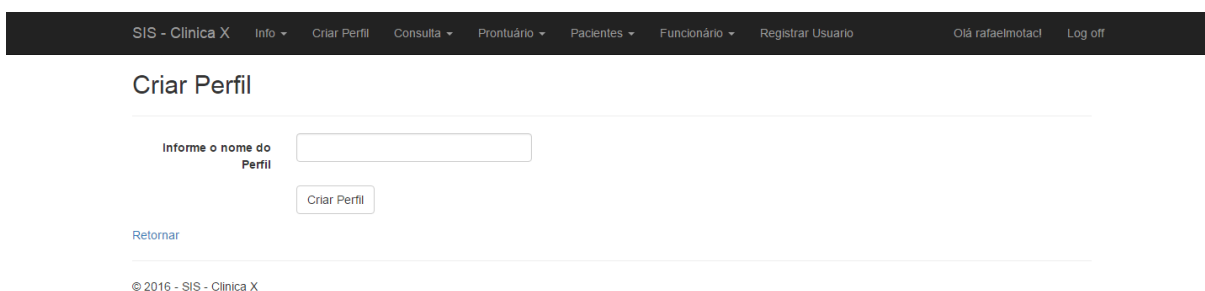 SIS - Clinica X Info Criar Perfil Consulta Prontuário Pacientes Funcionário Registrar Usuario Olá rafaelmotac! Log off
Criar Perfil
Informe o nome do
Perfil
Criar Perfil
Retornar
© 2016 - SIS - Clinica X